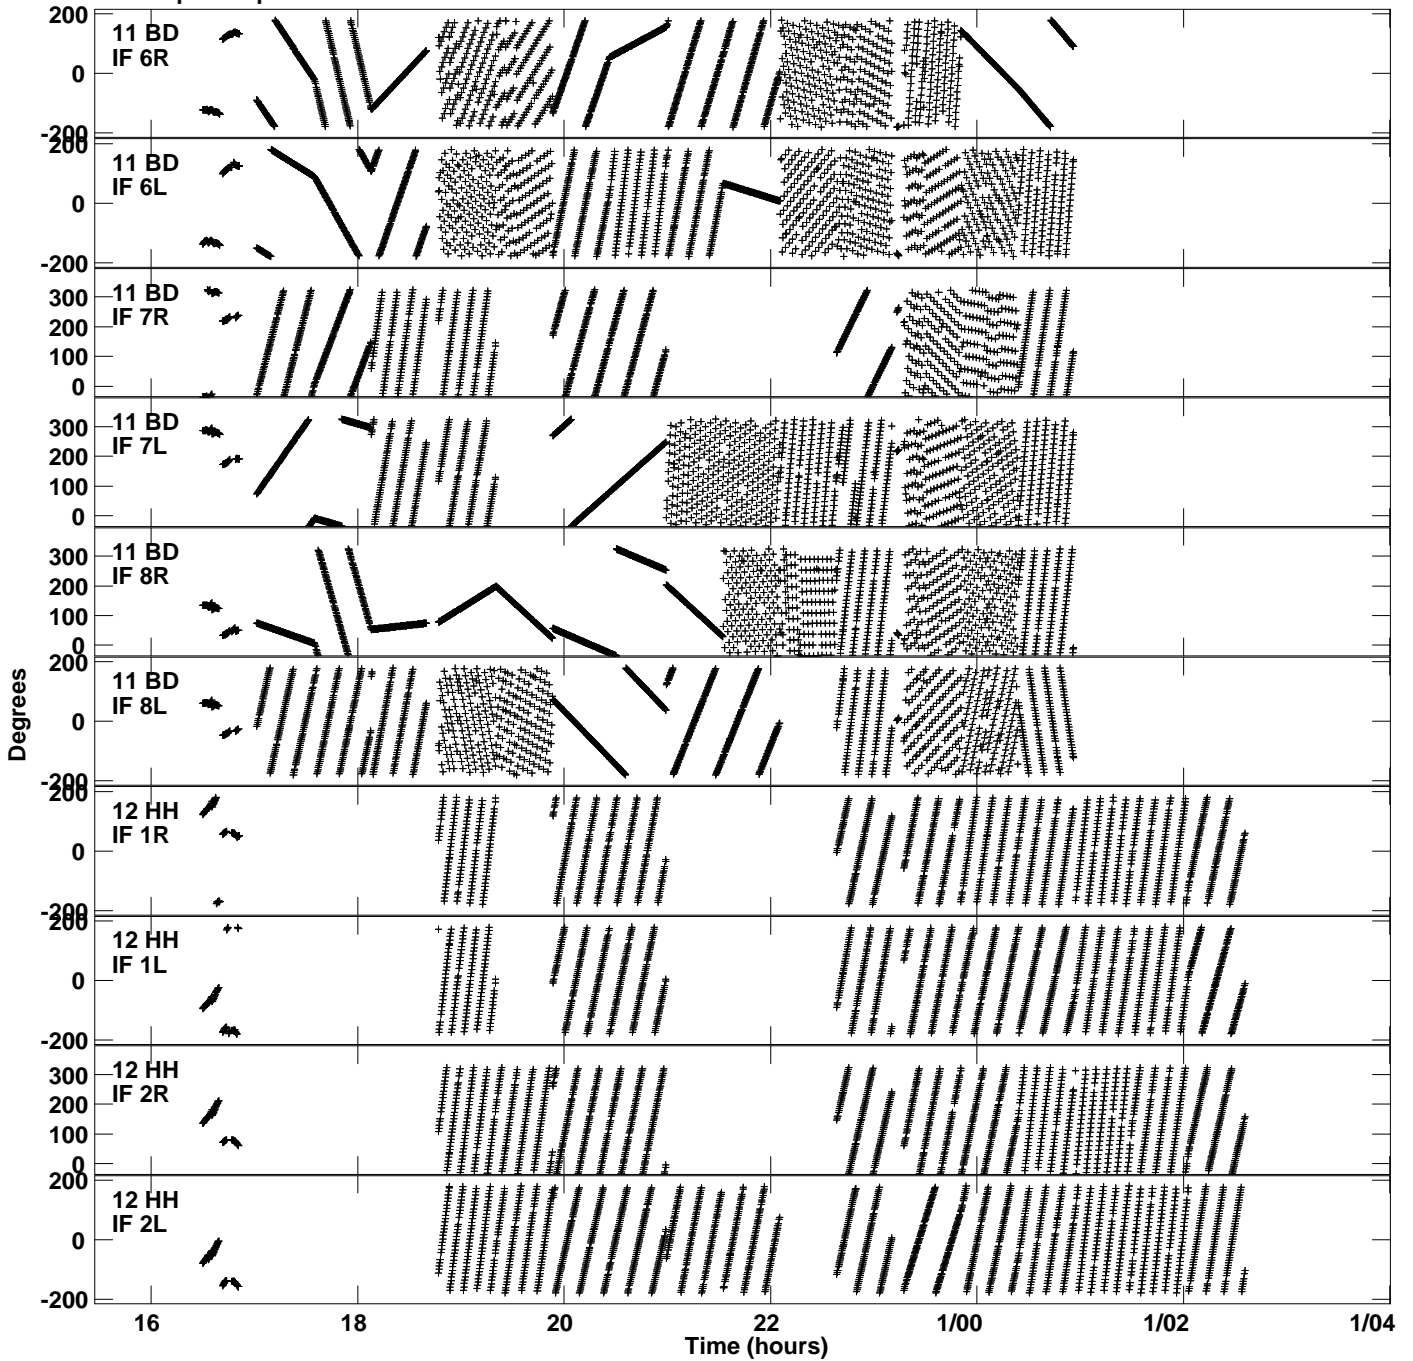 200
0
-200
11 BD
IF 6R
200
0
-200
11 BD
IF 6L
300
200
100
0
11 BD
IF 7R
300
200
100
0
11 BD
IF 7L
300
200
100
0
11 BD
IF 8R
200
0
-200
11 BD
IF 8L
200
0
-200
12 HH
IF 1R
200
0
-200
12 HH
IF 1L
300
200
100
0
12 HH
IF 2R
200
0
-200
12 HH
IF 2L
Degrees
16 18 20 22 1/00 1/02 1/04
Time (hours)